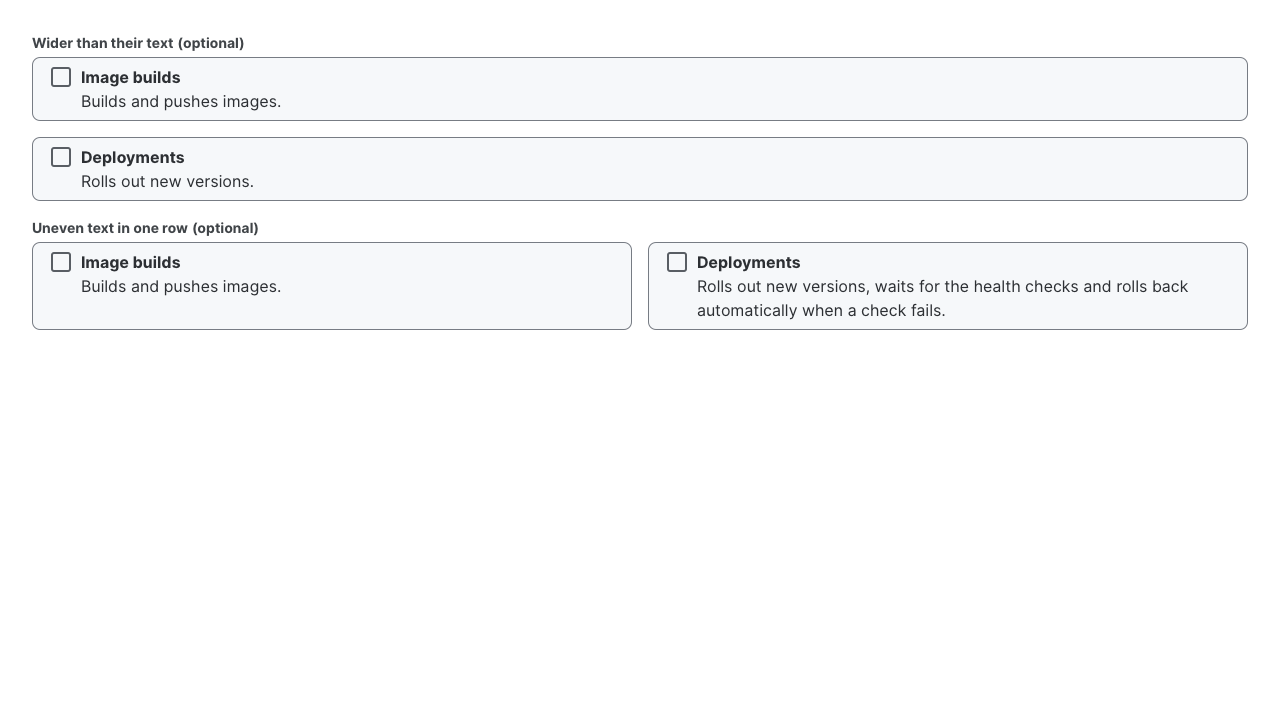 Wider than their text (optional)
Image builds
Builds and pushes images.
Deployments
Rolls out new versions.
Uneven text in one row (optional)
Image builds
Builds and pushes images.
Deployments
Rolls out new versions, waits for the health checks and rolls back
automatically when a check fails.